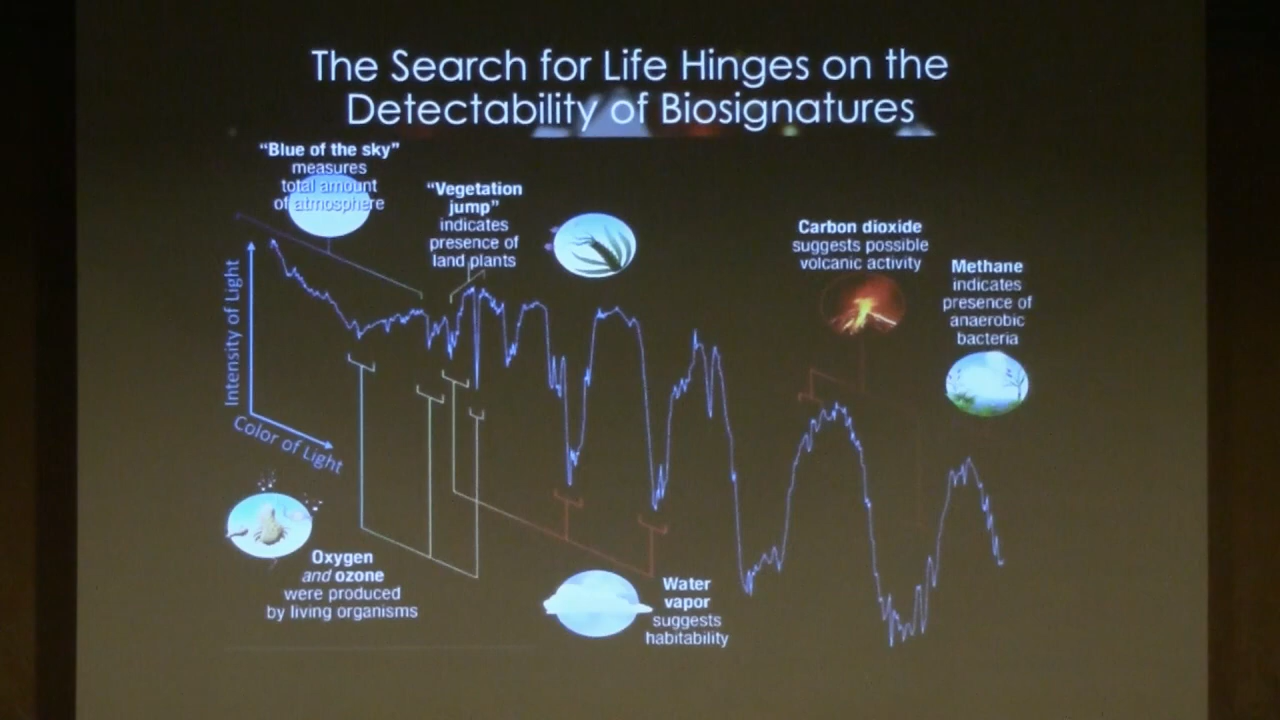 The Search for Life Hinges on the
Detectability of Biosignatures
“Blue of the sky”
measures
total amount
of atmosphere
“Vegetation
jump”
indicates
presence of
land plants
Carbon dioxide
suggests possible
volcanic activity
Methane
indicates
presence of
anaerobic
bacteria
Intensity of Light
Color of Light
Oxygen
and ozone
were produced
by living organisms
Water
vapor
suggests
habitability